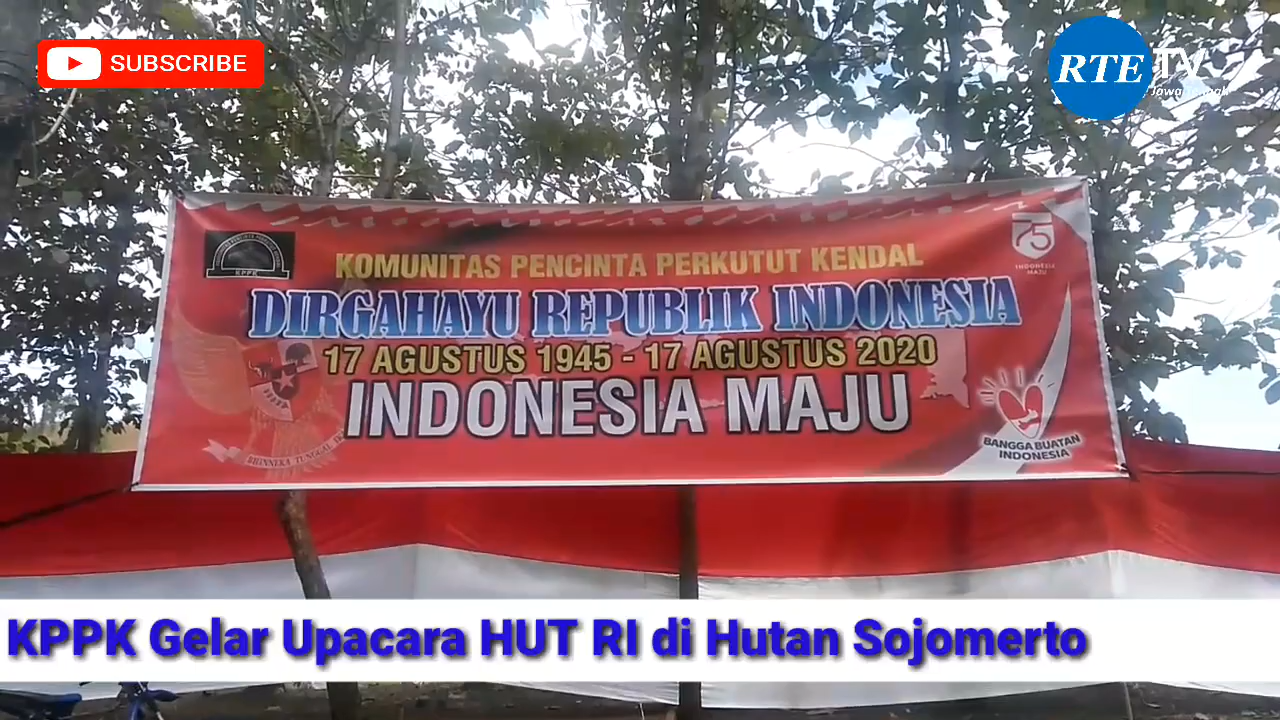 SUBSCRIBE
RTE TV
KPPK
KOMUNITAS PENCINTA PERKUTUT KENDAL
75
INDONESIA
MAJU
DIRGAHAYU REPUBLIK INDONESIA
17 AGUSTUS 1945 - 17 AGUSTUS 2020
INDONESIA MAJU
BHINNEKA TUNGGAL
BANGGA BUATAN
INDONESIA
KPPK Gelar Upacara HUT RI di Hutan Sojomerto